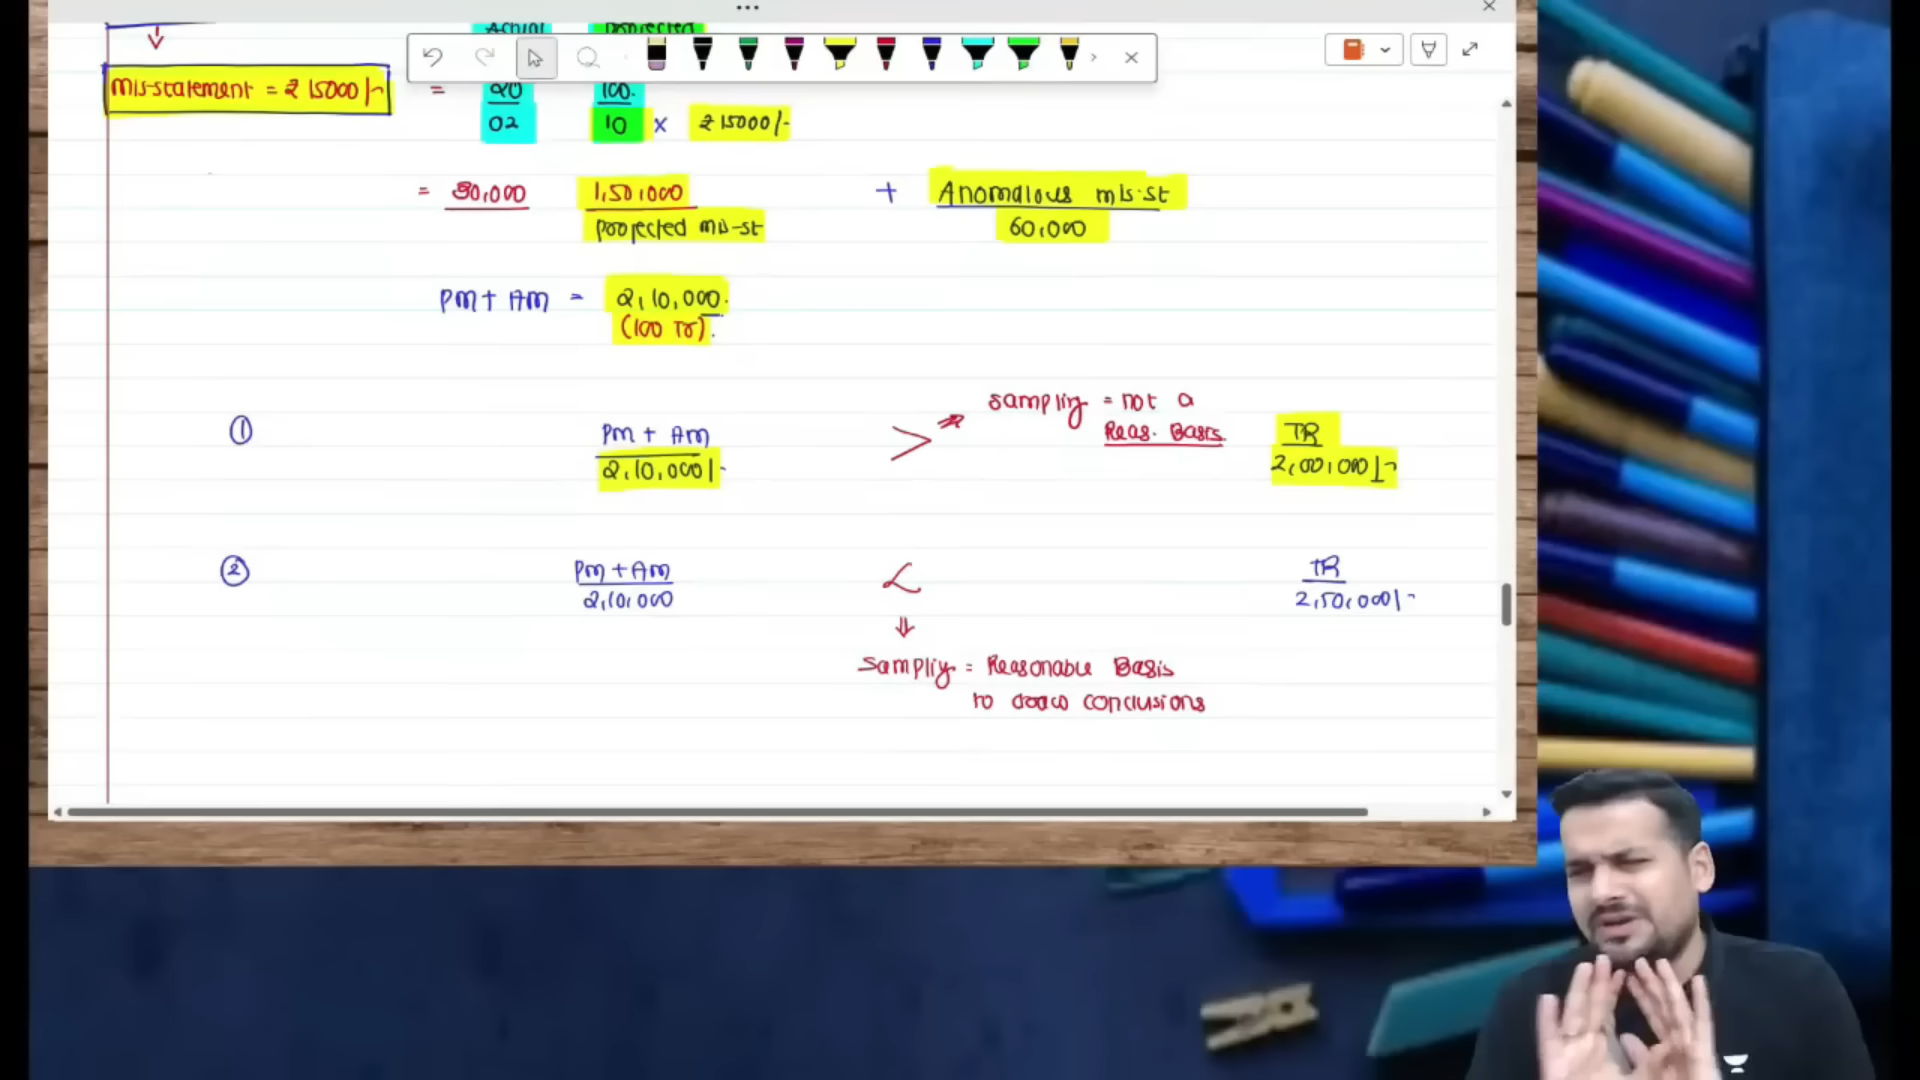 Actual projected
Mis-statement = ₹ 15000/-
= 20 100
02 10 × ₹ 15000/-
= 30,000 1,50,000 + Anomalous mis-st
projected mis-st 60,000
PM + AM = 2,10,000
(100 Tr)
① PM + AM > sampling = not a Reas. Basis TR
2,10,000/- 2,00,000/-
② PM + AM < TR
2,10,000 2,50,000/-
⇓
Sampling = Reasonable Basis
to draw conclusions